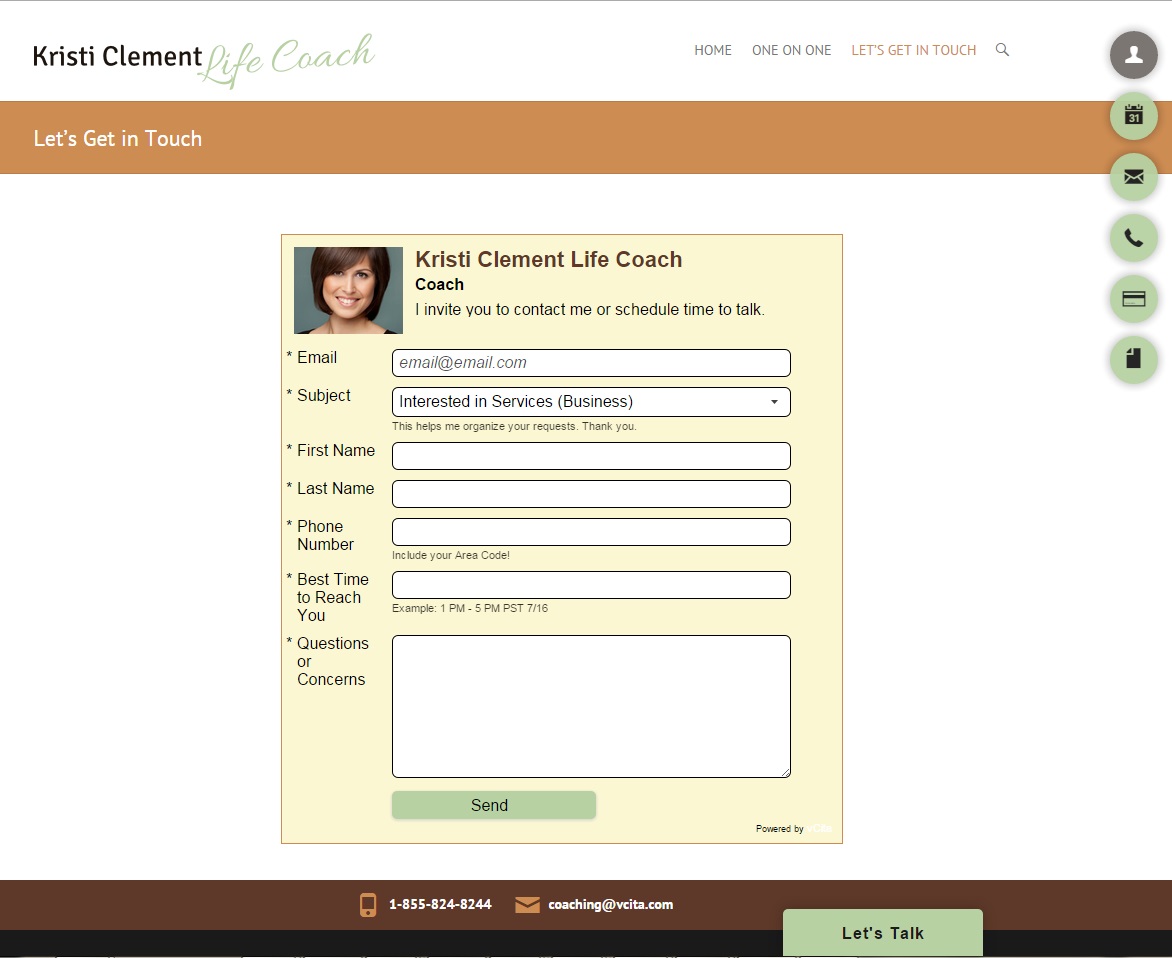 Kristi Clement Life Coach
HOME ONE ON ONE LET'S GET IN TOUCH
31
Let's Get in Touch
Kristi Clement Life Coach
Coach
I invite you to contact me or schedule time to talk.
* Email
email@email.com
* Subject
Interested in Services (Business)
This helps me organize your requests. Thank you.
* First Name
* Last Name
* Phone
Number
Include your Area Code!
* Best Time
to Reach
You
Example: 1 PM - 5 PM PST 7/16
* Questions
or
Concerns
Send
Powered by vCita
1-855-824-8244 coaching@vcita.com
Let's Talk